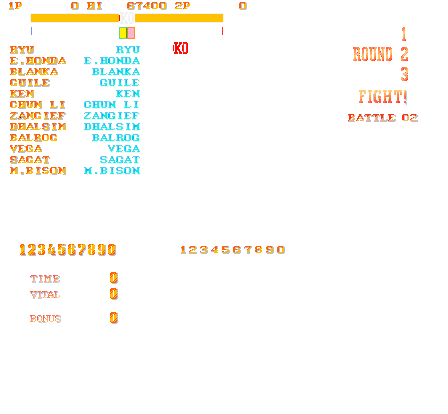 1P 0 HI 67400 2P 0
KO
RYU RYU
E.HONDA E.HONDA
BLANKA BLANKA
GUILE GUILE
KEN KEN
CHUN LI CHUN LI
ZANGIEF ZANGIEF
DHALSIM DHALSIM
BALROG BALROG
VEGA VEGA
SAGAT SAGAT
M.BISON M.BISON
1
ROUND 2
3
FIGHT!
BATTLE 02
1234567890 1234567890
TIME 0
VITAL 0
BONUS 0